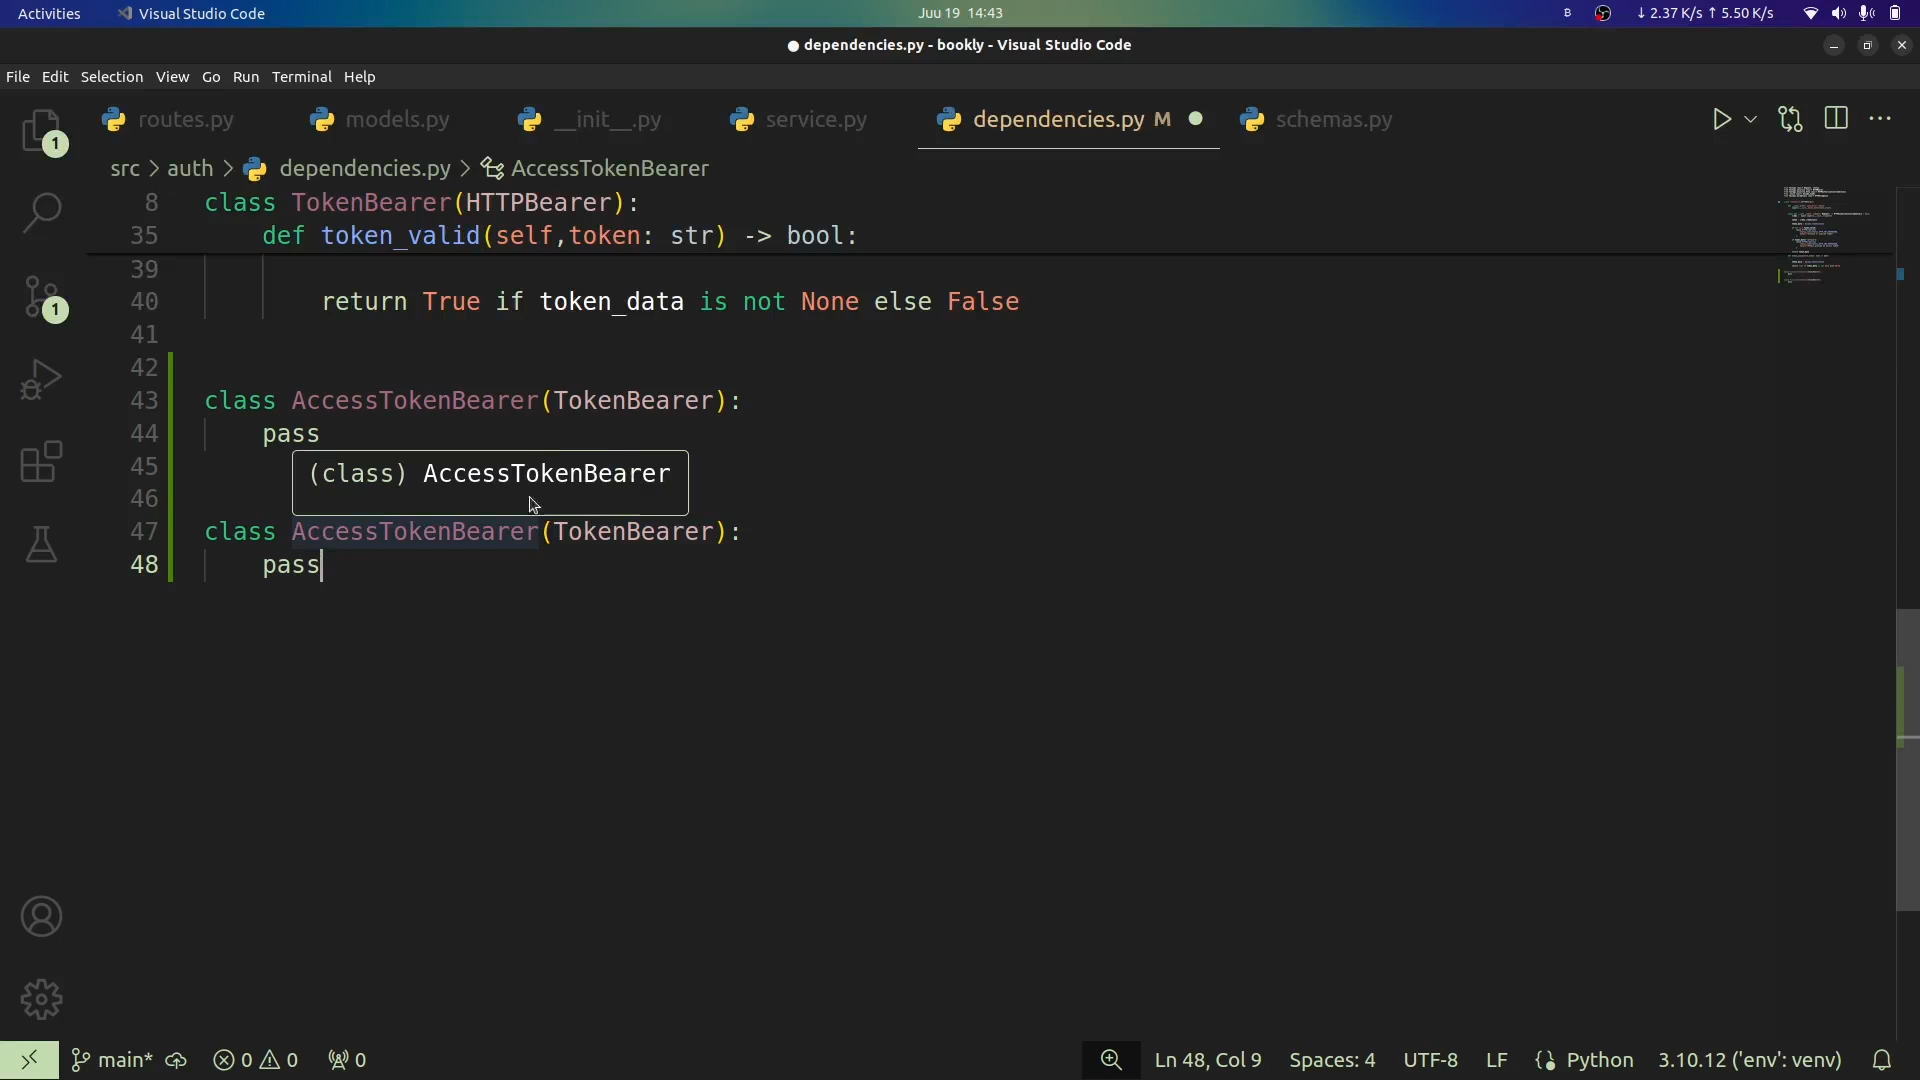 Activities Visual Studio Code Juu 19 14:43 ↓ 2.37 K/s ↑ 5.50 K/s
● dependencies.py - bookly - Visual Studio Code
File Edit Selection View Go Run Terminal Help
routes.py models.py __init__.py service.py dependencies.py M schemas.py
src > auth > dependencies.py > AccessTokenBearer
8 class TokenBearer(HTTPBearer):
35 def token_valid(self,token: str) -> bool:
39
40 return True if token_data is not None else False
41
42
43 class AccessTokenBearer(TokenBearer):
44 pass
45 (class) AccessTokenBearer
46
47 class AccessTokenBearer(TokenBearer):
48 pass
1
1
main* 0 0 0 Ln 48, Col 9 Spaces: 4 UTF-8 LF Python 3.10.12 ('env': venv)